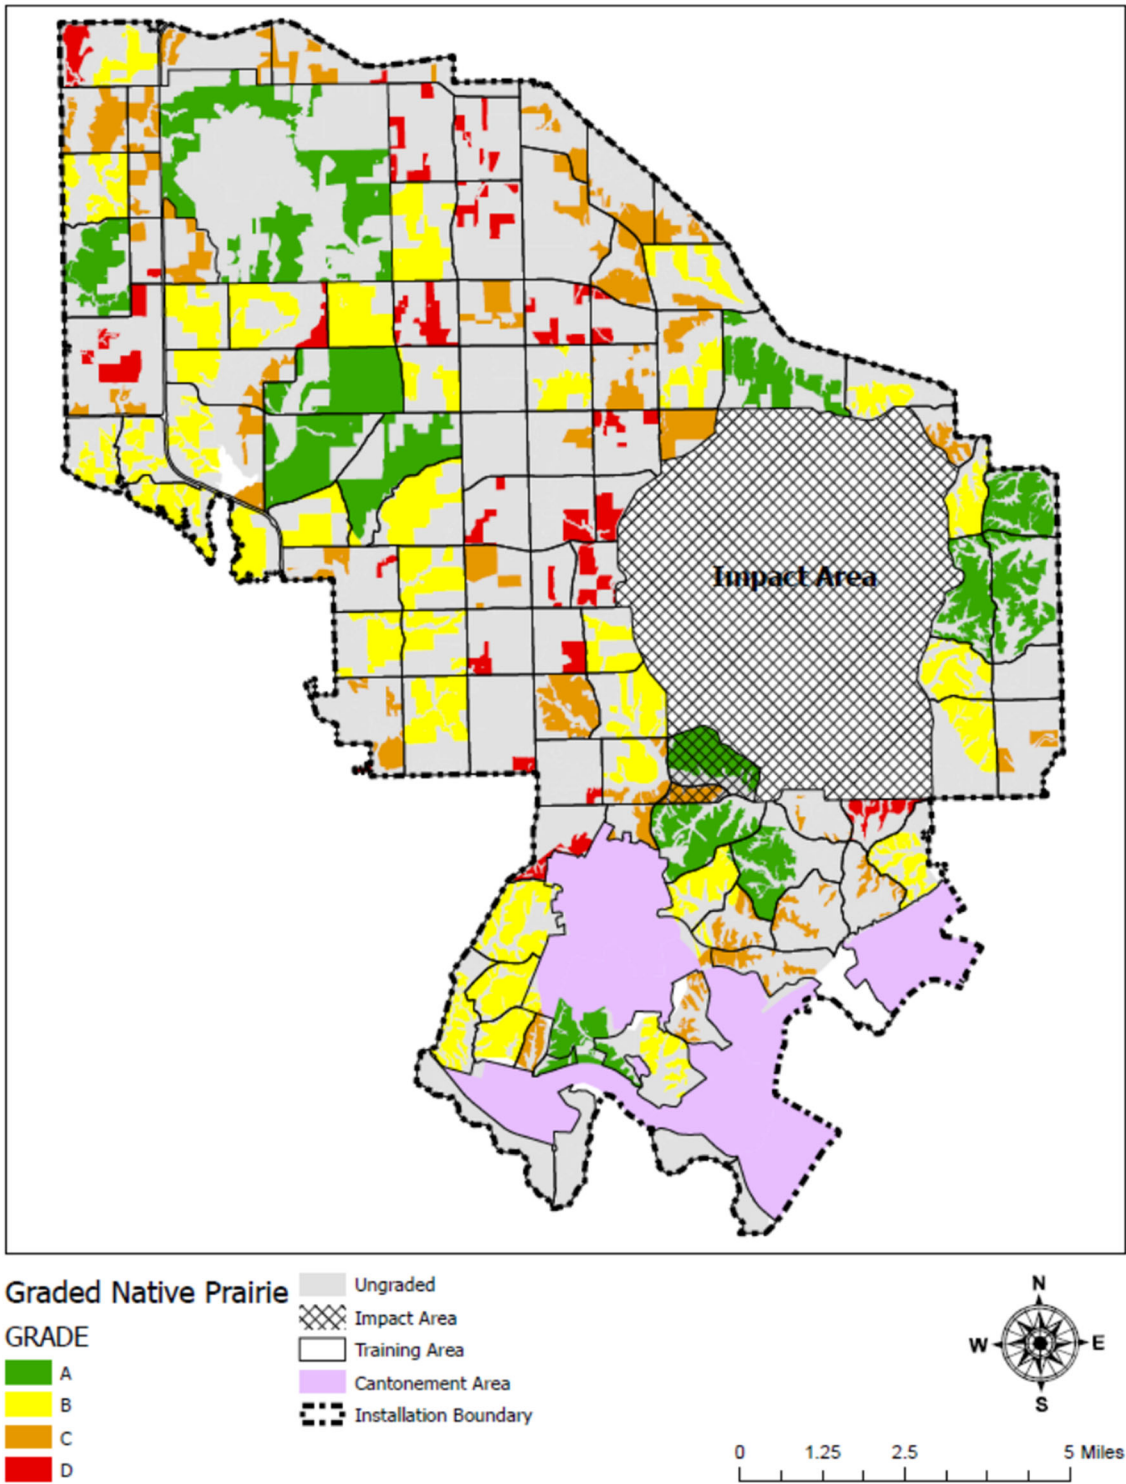 Impact Area
Graded Native Prairie
GRADE
A
B
C
D
Ungraded
Impact Area
Training Area
Cantonement Area
Installation Boundary
N
W
E
S
0 1.25 2.5 5 Miles